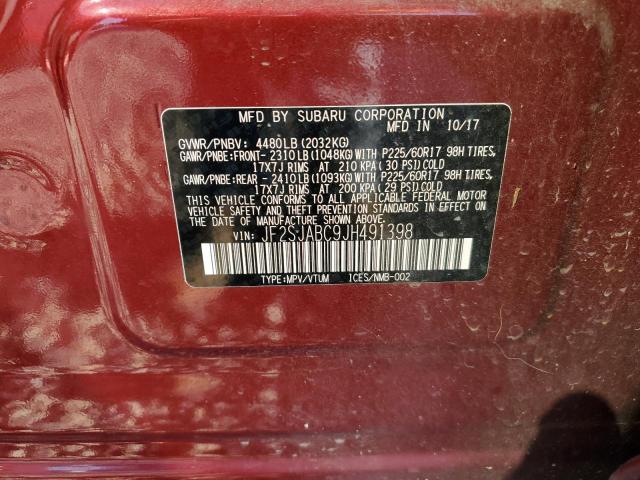 MFD BY SUBARU CORPORATION
MFD IN 10/17
GVWR/PNBV: 4480LB(2032KG)
GAWR/PNBE:FRONT- 2310LB(1048KG)WITH P225/60R17 98H TIRES,
17X7J RIMS AT 210 KPA(30 PSI)COLD
GAWR/PNBE:REAR - 2410LB(1093KG)WITH P225/60R17 98H TIRES,
17X7J RIMS AT 200 KPA(29 PSI)COLD
THIS VEHICLE CONFORMS TO ALL APPLICABLE FEDERAL MOTOR
VEHICLE SAFETY AND THEFT PREVENTION STANDARDS IN EFFECT
ON THE DATE OF MANUFACTURE SHOWN ABOVE.
VIN: JF2SJABC9JH491398
TYPE:MPV/VTUM ICES/NMB-002